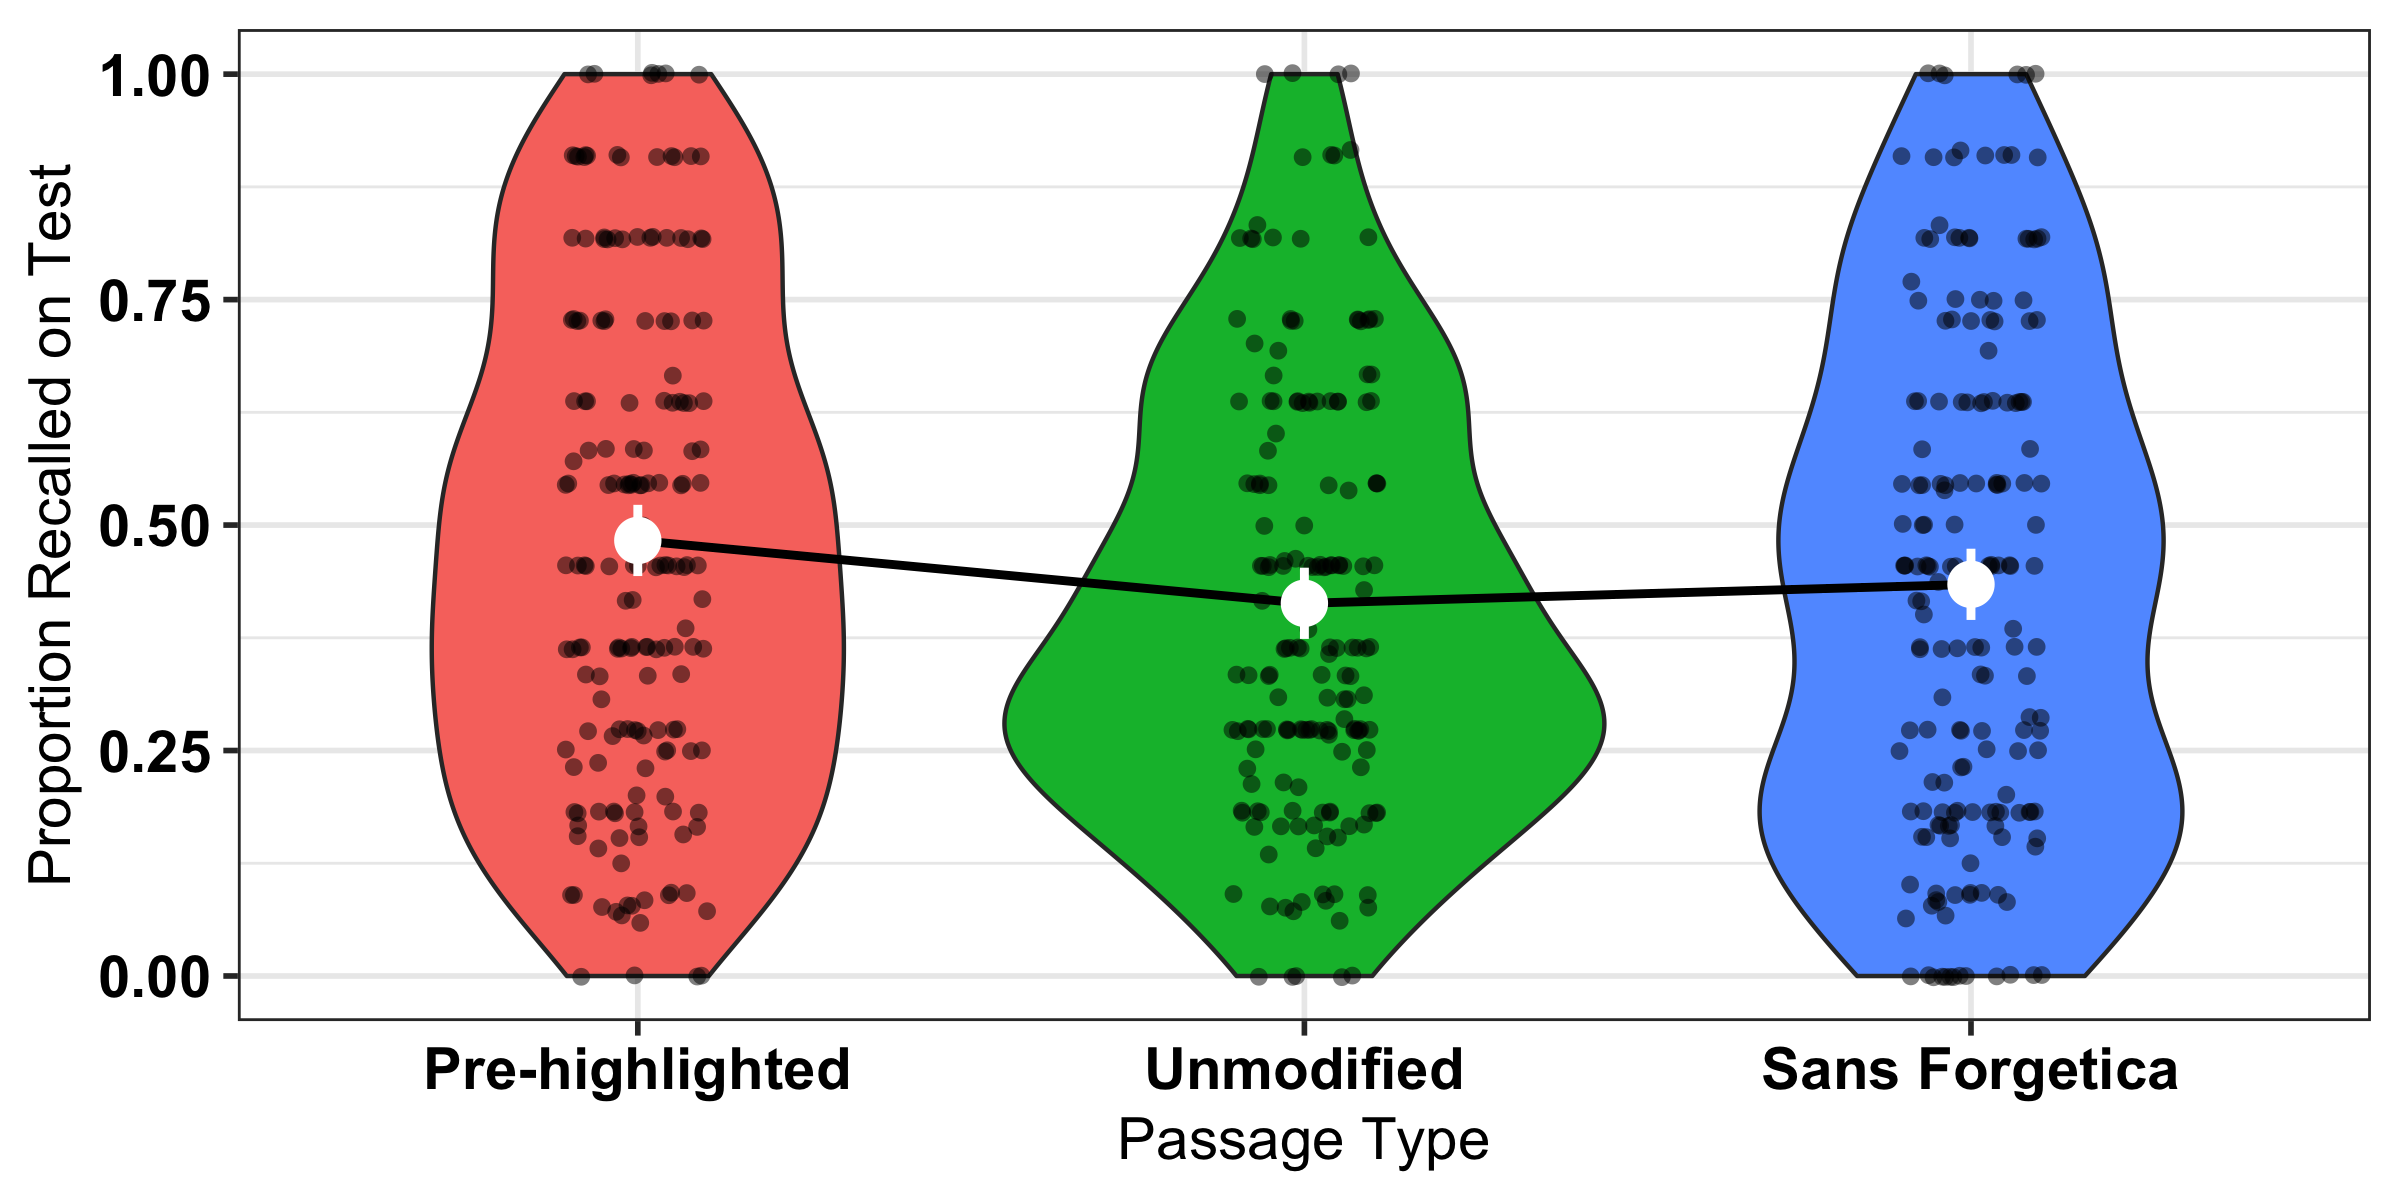 Proportion Recalled on Test
1.00
0.75
0.50
0.25
0.00
Pre-highlighted Unmodified Sans Forgetica
Passage Type